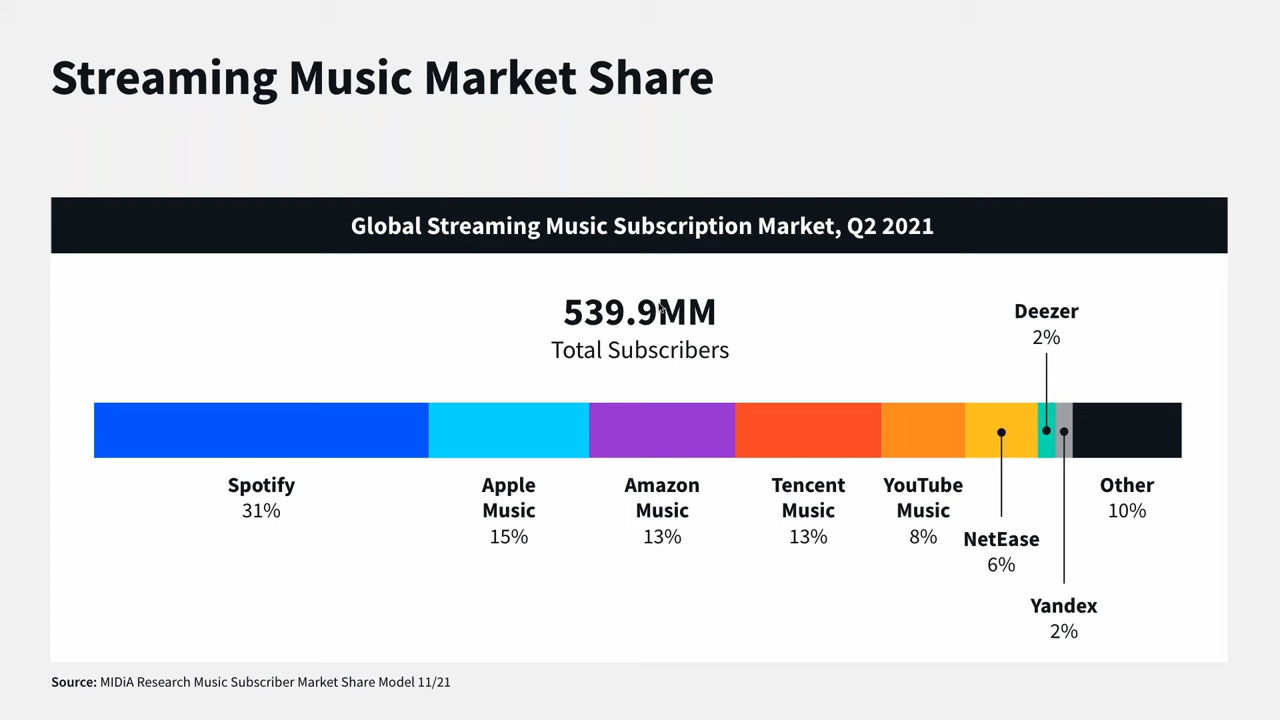 Streaming Music Market Share
Global Streaming Music Subscription Market, Q2 2021
539.9MM
Total Subscribers
Deezer
2%
Spotify
31%
Apple
Music
15%
Amazon
Music
13%
Tencent
Music
13%
YouTube
Music
8%
NetEase
6%
Yandex
2%
Other
10%
Source: MIDiA Research Music Subscriber Market Share Model 11/21